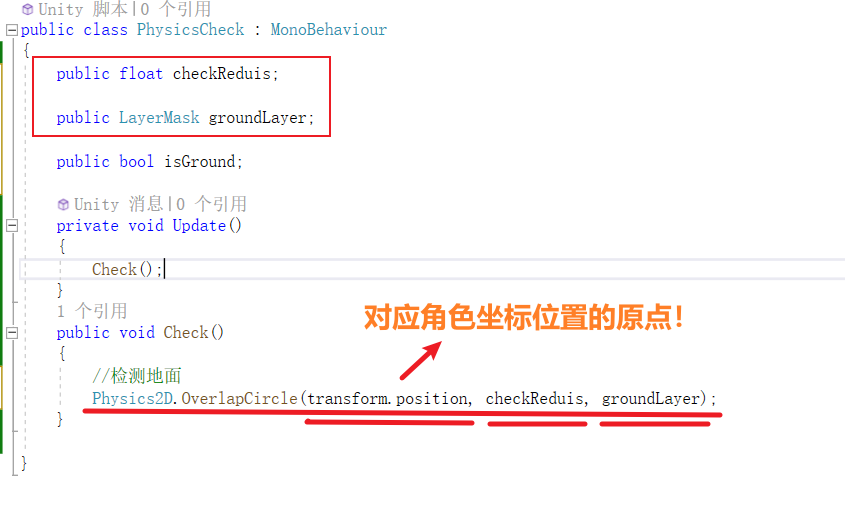 Unity 脚本|0 个引用
public class PhysicsCheck : MonoBehaviour
{
public float checkReduis;
public LayerMask groundLayer;
public bool isGround;
Unity 消息|0 个引用
private void Update()
{
Check();
}
1 个引用
对应角色坐标位置的原点!
public void Check()
{
//检测地面
Physics2D.OverlapCircle(transform.position, checkReduis, groundLayer);
}
}